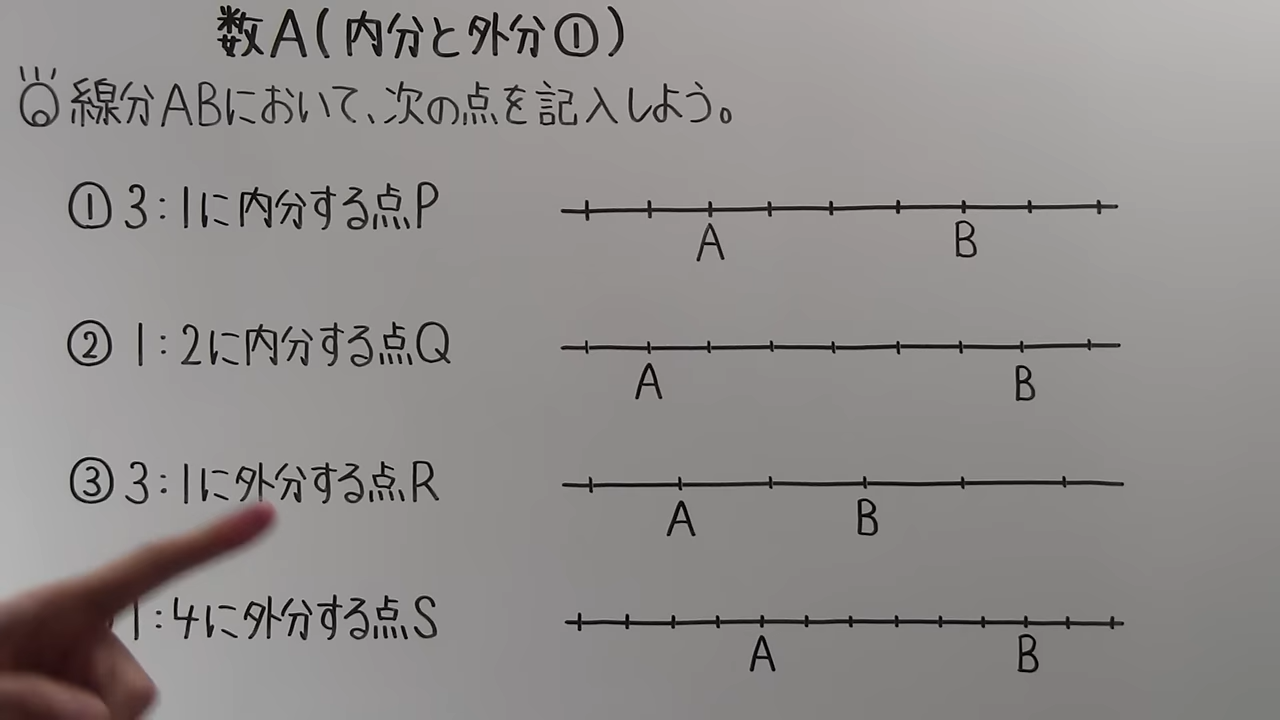 数A(内分と外分①)
線分ABにおいて、次の点を記入しよう。
①3:1に内分する点P
A B
②1:2に内分する点Q
A B
③3:1に外分する点R
A B
1:4に外分する点S
A B